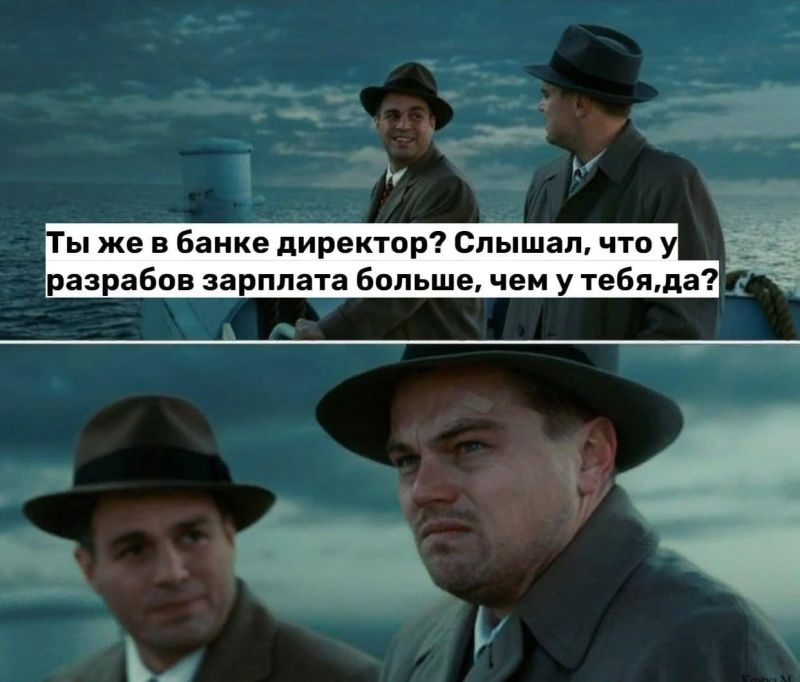 Ты же в банке директор? Слышал, что у
разрабов зарплата больше, чем у тебя,да?